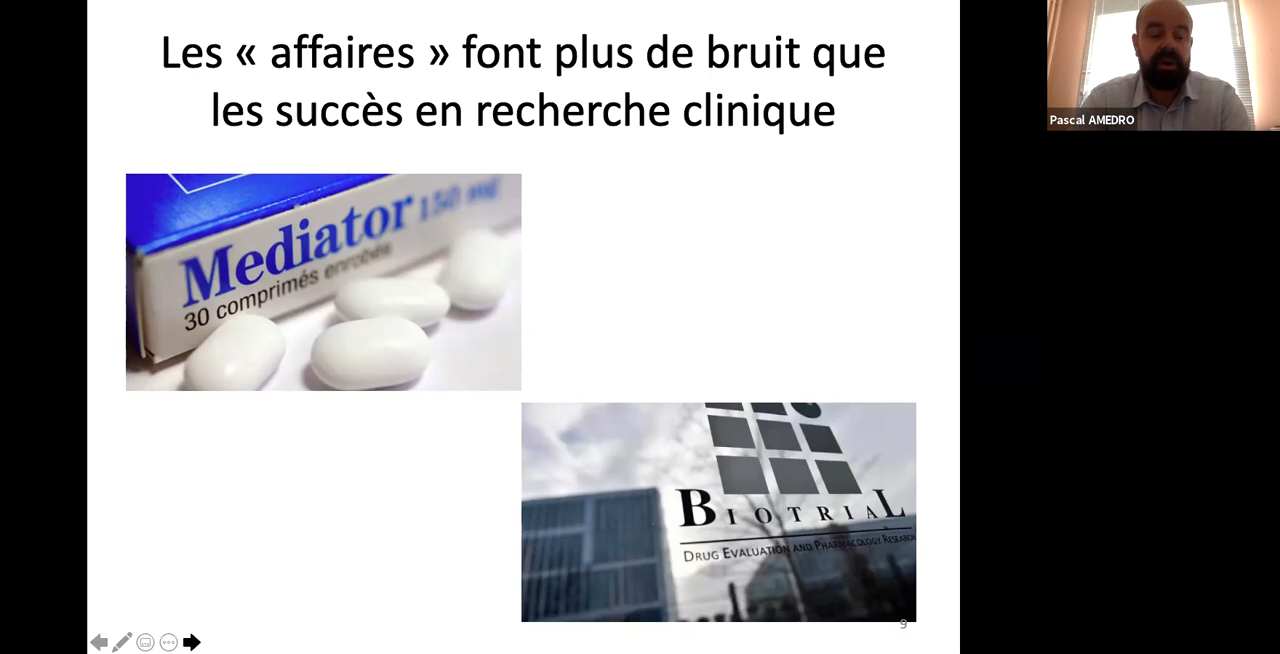 Les « affaires » font plus de bruit que
les succès en recherche clinique
Pascal AMEDRO
Mediator 150 mg
30 comprimés enrobés
BIOTRIAL
DRUG EVALUATION AND PHARMACOLOGY RESEARCH
9